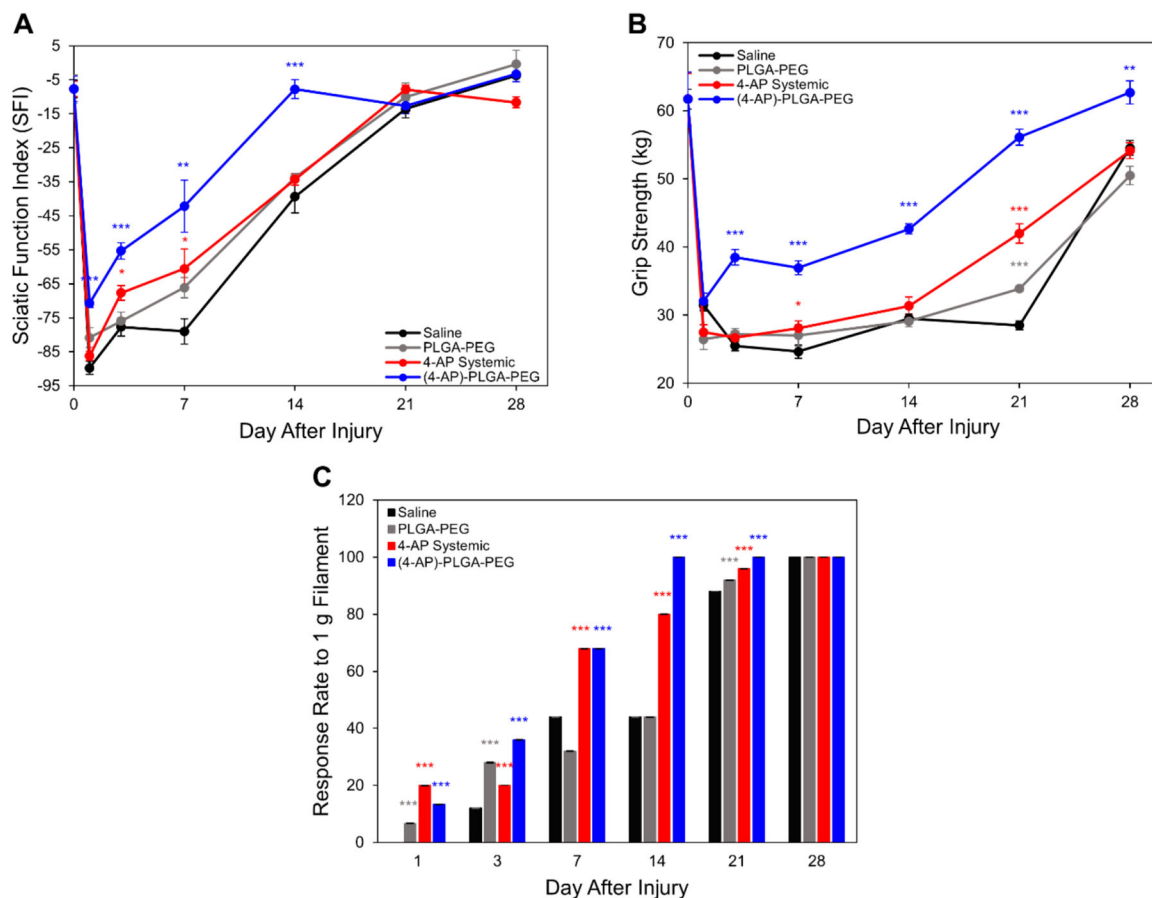 A
Sciatic Function Index (SFI)
5
-5
-15
-25
-35
-45
-55
-65
-75
-85
-95
***
***
**
***
*
*
Saline
PLGA-PEG
4-AP Systemic
(4-AP)-PLGA-PEG
0 7 14 21 28
Day After Injury
B
Grip Strength (kg)
70
60
50
40
30
20
Saline
PLGA-PEG
4-AP Systemic
(4-AP)-PLGA-PEG
**
***
***
***
***
***
***
*
0 7 14 21 28
Day After Injury
C
Response Rate to 1 g Filament
120
100
80
60
40
20
0
Saline
PLGA-PEG
4-AP Systemic
(4-AP)-PLGA-PEG
*** *** ***
*** *** ***
*** ***
*** ***
*** *** ***
1 3 7 14 21 28
Day After Injury